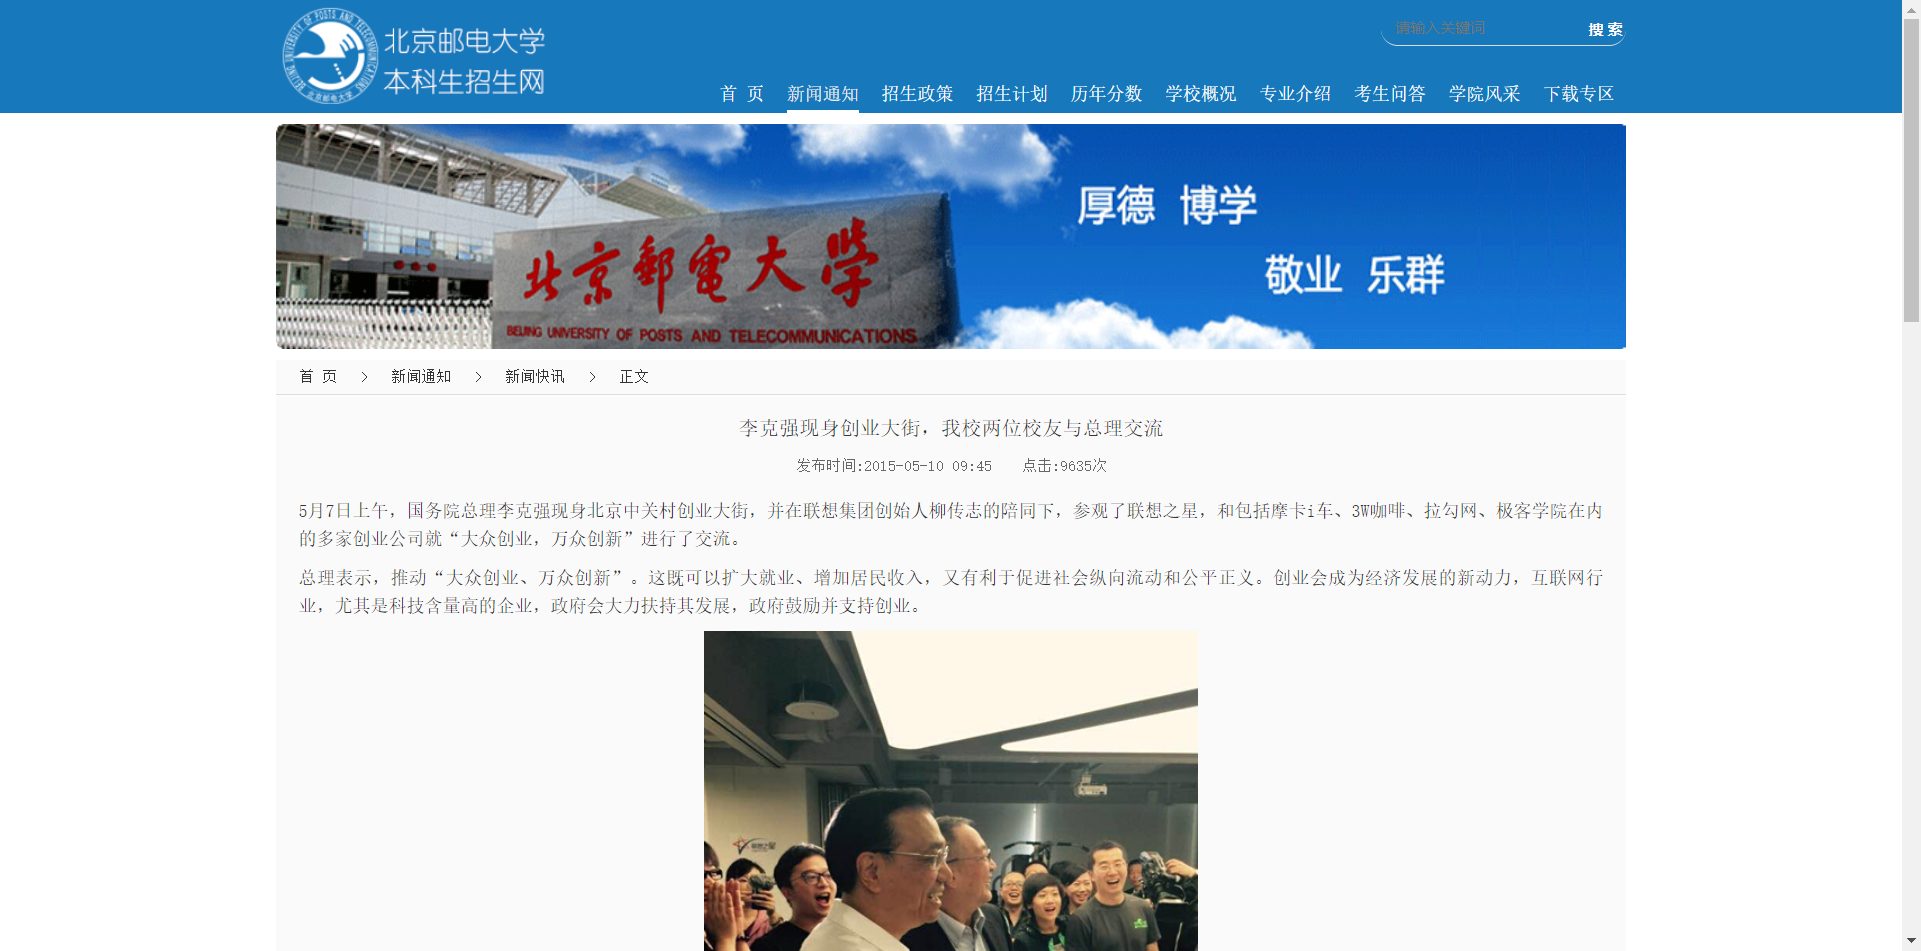 北京邮电大学
本科生招生网
BEIJING UNIVERSITY OF POSTS AND TELECOMMUNICATIONS
北京邮电大学
请输入关键词
搜 索
首 页 新闻通知 招生政策 招生计划 历年分数 学校概况 专业介绍 考生问答 学院风采 下载专区
厚德 博学
敬业 乐群
北京郵電大學
BEIJING UNIVERSITY OF POSTS AND TELECOMMUNICATIONS
首 页 > 新闻通知 > 新闻快讯 > 正文
李克强现身创业大街，我校两位校友与总理交流
发布时间:2015-05-10 09:45 点击:9635次
5月7日上午，国务院总理李克强现身北京中关村创业大街，并在联想集团创始人柳传志的陪同下，参观了联想之星，和包括摩卡i车、3W咖啡、拉勾网、极客学院在内
的多家创业公司就“大众创业，万众创新”进行了交流。
总理表示，推动“大众创业、万众创新”。这既可以扩大就业、增加居民收入，又有利于促进社会纵向流动和公平正义。创业会成为经济发展的新动力，互联网行
业，尤其是科技含量高的企业，政府会大力扶持其发展，政府鼓励并支持创业。
联想之星